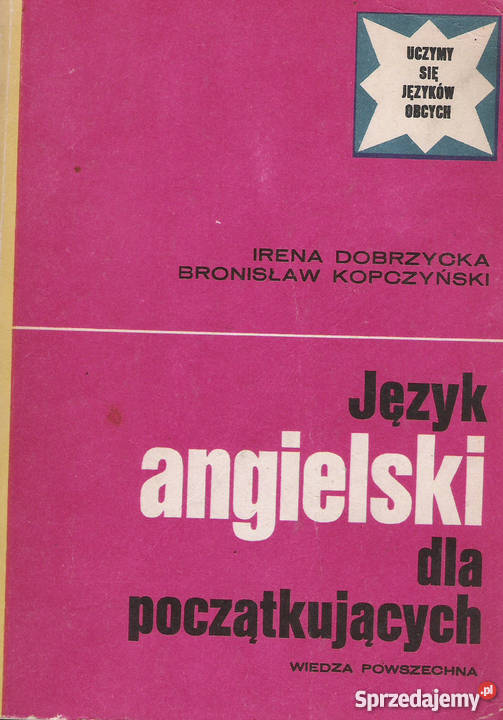 UCZYMY
SIĘ
JĘZYKÓW
OBCYCH
IRENA DOBRZYCKA
BRONISŁAW KOPCZYŃSKI
Język
angielski
dla
początkujących
WIEDZA POWSZECHNA
Sprzedajemy.pl